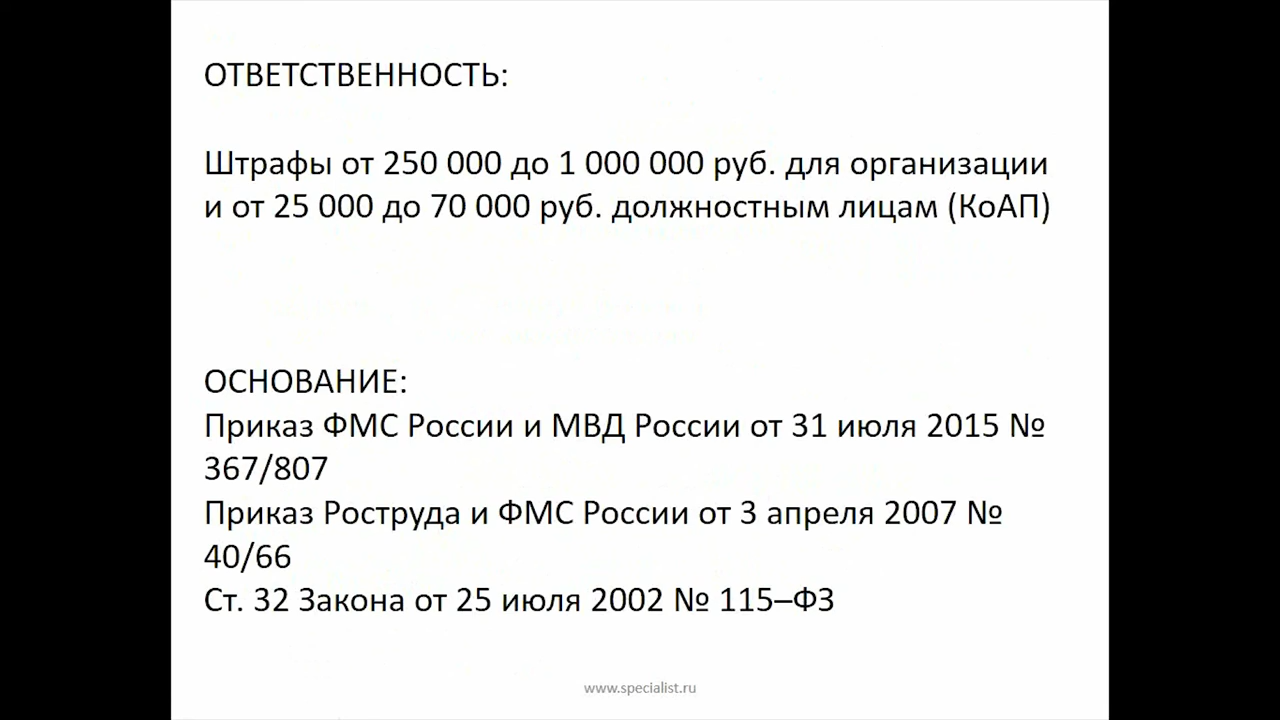 ОТВЕТСТВЕННОСТЬ:
Штрафы от 250 000 до 1 000 000 руб. для организации
и от 25 000 до 70 000 руб. должностным лицам (КоАП)
ОСНОВАНИЕ:
Приказ ФМС России и МВД России от 31 июля 2015 №
367/807
Приказ Роструда и ФМС России от 3 апреля 2007 №
40/66
Ст. 32 Закона от 25 июля 2002 № 115–ФЗ
www.specialist.ru